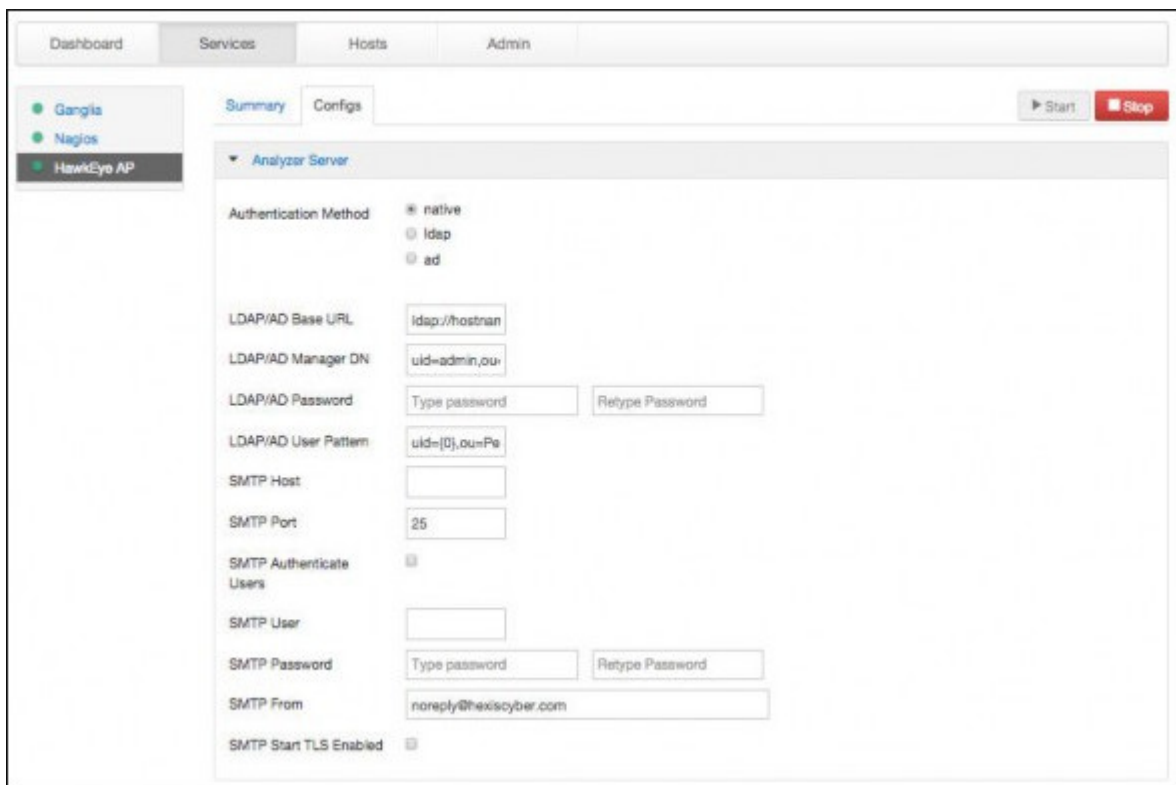 Dashboard Services Hosts Admin
Ganglia
Nagios
HawkEye AP
Summary Configs
Start Stop
Analyzer Server
Authentication Method
native
ldap
ad
LDAP/AD Base URL ldap://hostnan
LDAP/AD Manager DN uid=admin,ou
LDAP/AD Password Type password Retype Password
LDAP/AD User Pattern uid={0},ou=Pe
SMTP Host
SMTP Port 25
SMTP Authenticate
Users
SMTP User
SMTP Password Type password Retype Password
SMTP From noreply@hexiscyber.com
SMTP Start TLS Enabled